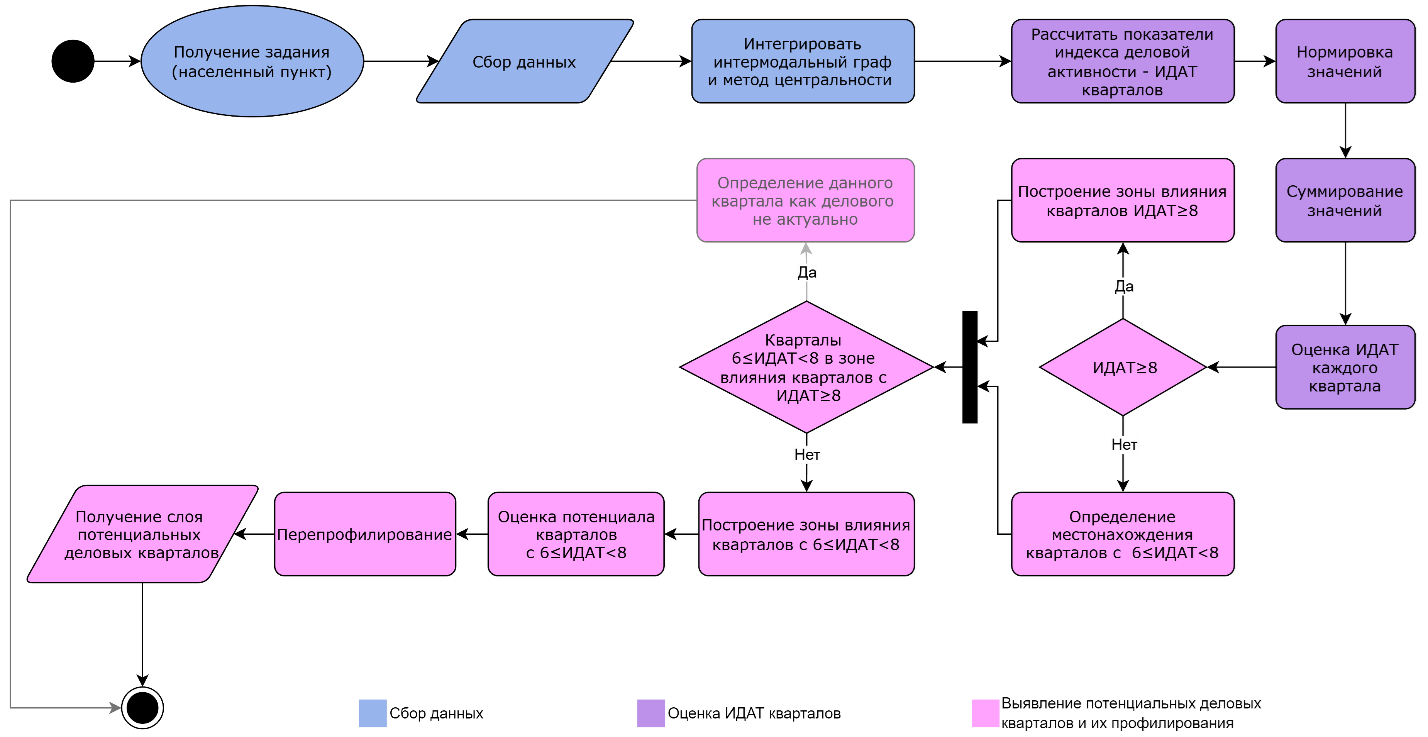 Получение задания
(населенный пункт)
Сбор данных
Интегрировать
интермодальный граф
и метод центральности
Рассчитать показатели
индекса деловой
активности - ИДАТ
кварталов
Нормировка
значений
Определение данного
квартала как делового
не актуально
Построение зоны влияния
кварталов ИДАТ≥8
Суммирование
значений
Да
Да
Кварталы
6≤ИДАТ<8 в зоне
влияния кварталов с
ИДАТ≥8
ИДАТ≥8
Оценка ИДАТ
каждого
квартала
Нет
Нет
Получение слоя
потенциальных
деловых кварталов
Перепрофилирование
Оценка потенциала
кварталов
с 6≤ИДАТ<8
Построение зоны влияния
кварталов с 6≤ИДАТ<8
Определение
местонахождения
кварталов с 6≤ИДАТ<8
Сбор данных
Оценка ИДАТ кварталов
Выявление потенциальных деловых
кварталов и их профилирования